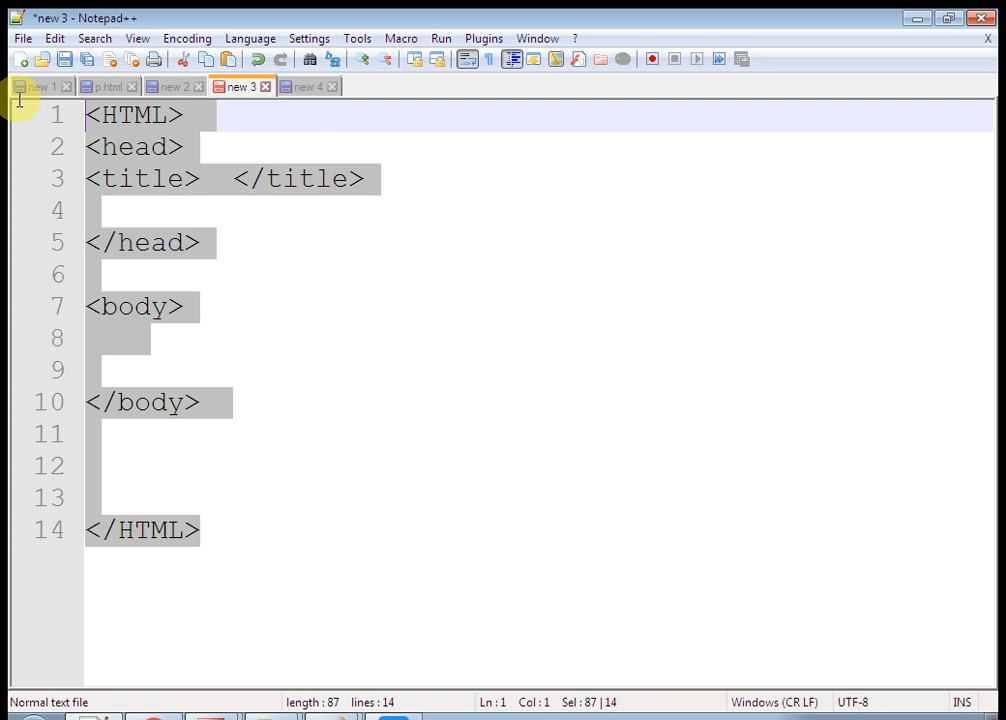 *new 3 - Notepad++
File Edit Search View Encoding Language Settings Tools Macro Run Plugins Window ? X
new 1 p.html new 2 new 3 new 4
1 <HTML>
2 <head>
3 <title>  </title>
4
5 </head>
6
7 <body>
8
9
10 </body>
11
12
13
14 </HTML>
Normal text file length : 87 lines : 14 Ln : 1 Col : 1 Sel : 87 | 14 Windows (CR LF) UTF-8 INS